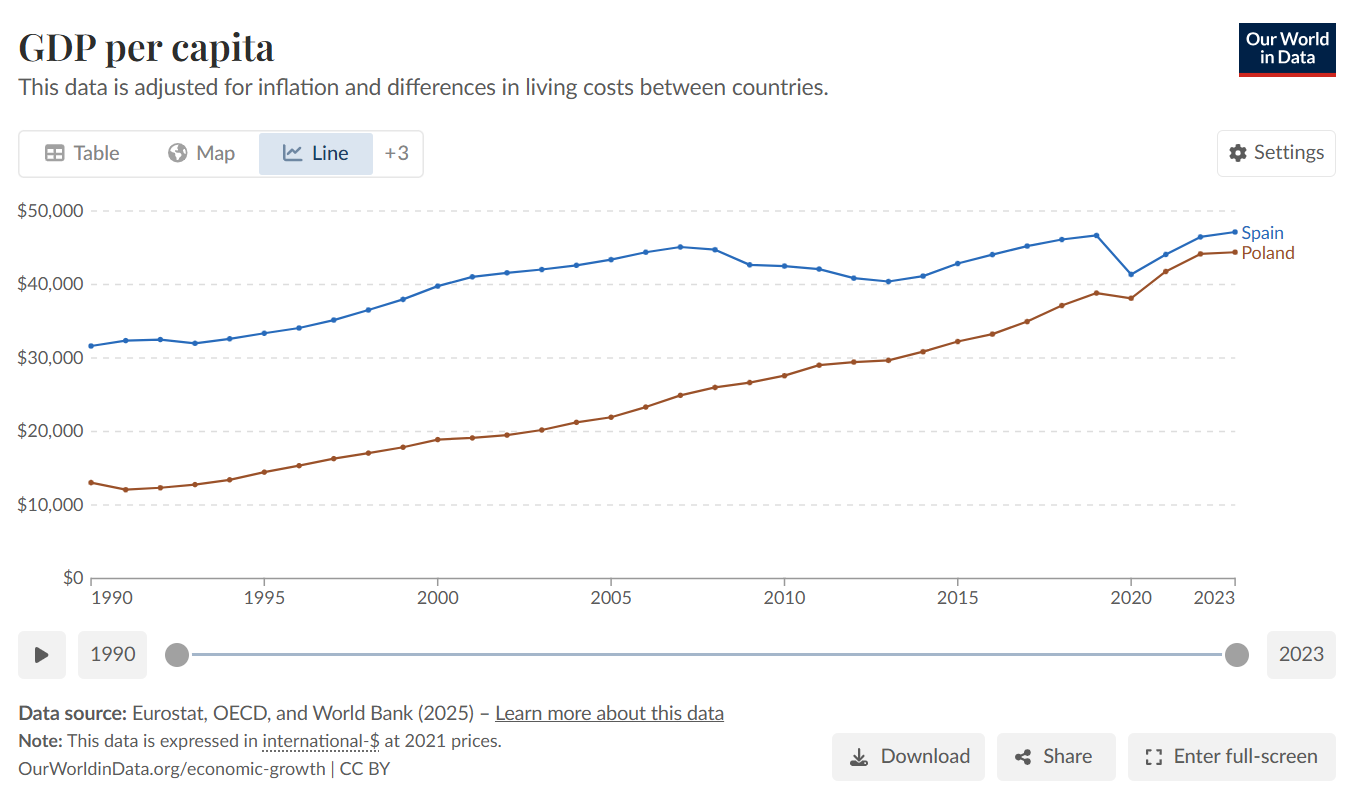 GDP per capita
This data is adjusted for inflation and differences in living costs between countries.
Our World
in Data
Table
Map
Line
+3
Settings
$50,000
$40,000
$30,000
$20,000
$10,000
$0
Spain
Poland
1990
1995
2000
2005
2010
2015
2020
2023
1990
2023
Data source: Eurostat, OECD, and World Bank (2025) – Learn more about this data
Note: This data is expressed in international-$ at 2021 prices.
OurWorldinData.org/economic-growth | CC BY
Download
Share
Enter full-screen